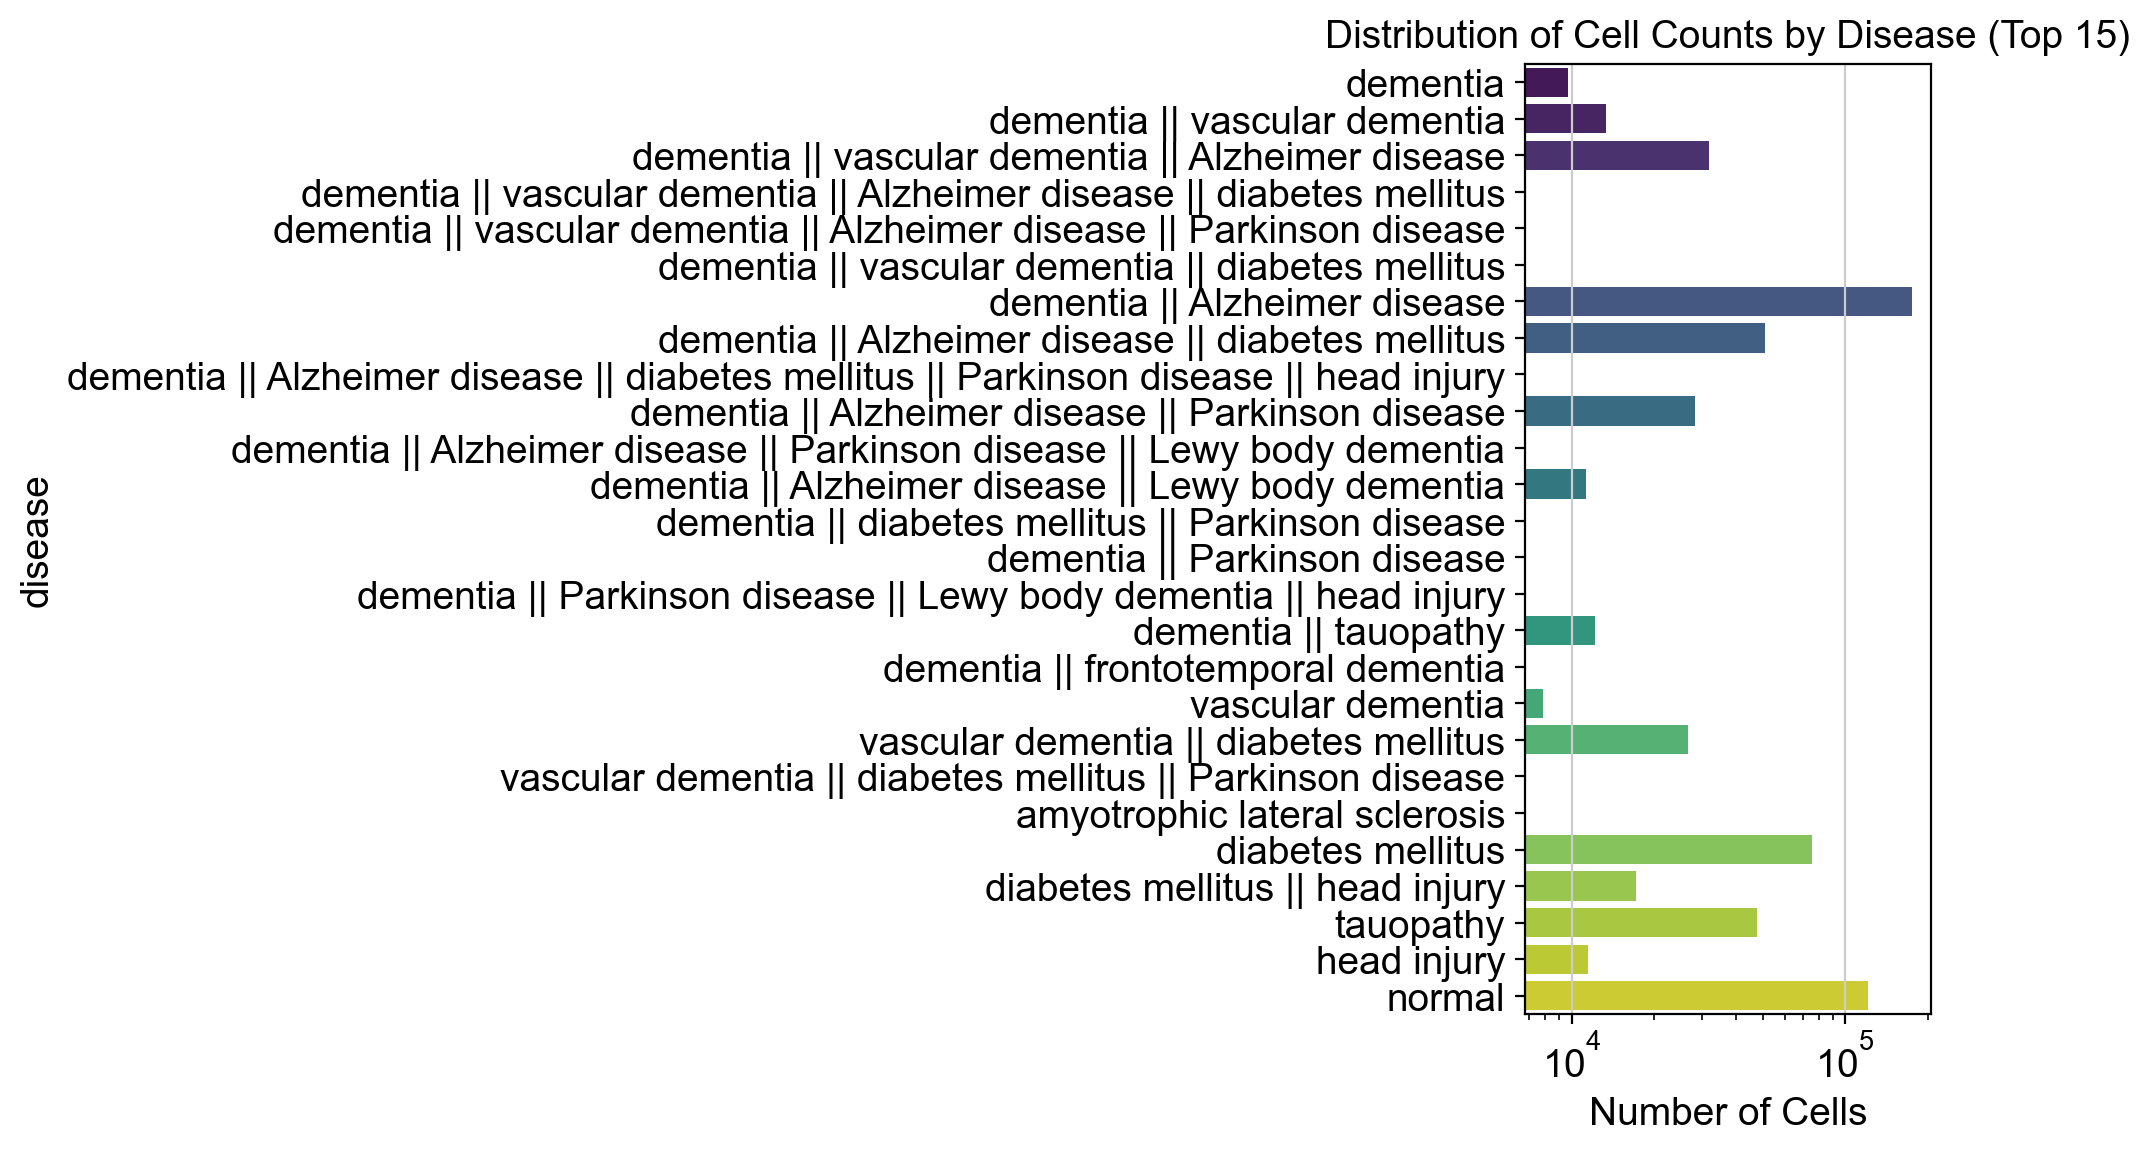 Distribution of Cell Counts by Disease (Top 15)
disease
dementia
dementia || vascular dementia
dementia || vascular dementia || Alzheimer disease
dementia || vascular dementia || Alzheimer disease || diabetes mellitus
dementia || vascular dementia || Alzheimer disease || Parkinson disease
dementia || vascular dementia || diabetes mellitus
dementia || Alzheimer disease
dementia || Alzheimer disease || diabetes mellitus
dementia || Alzheimer disease || diabetes mellitus || Parkinson disease || head injury
dementia || Alzheimer disease || Parkinson disease
dementia || Alzheimer disease || Parkinson disease || Lewy body dementia
dementia || Alzheimer disease || Lewy body dementia
dementia || diabetes mellitus || Parkinson disease
dementia || Parkinson disease
dementia || Parkinson disease || Lewy body dementia || head injury
dementia || tauopathy
dementia || frontotemporal dementia
vascular dementia
vascular dementia || diabetes mellitus
vascular dementia || diabetes mellitus || Parkinson disease
amyotrophic lateral sclerosis
diabetes mellitus
diabetes mellitus || head injury
tauopathy
head injury
normal
10⁴ 10⁵
Number of Cells